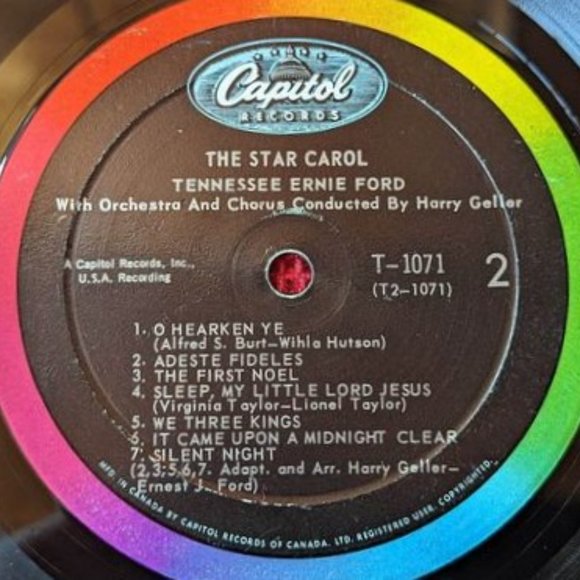 Capitol
RECORDS
THE STAR CAROL
TENNESSEE ERNIE FORD
With Orchestra And Chorus Conducted By Harry Geller
A Capitol Records, Inc.,
U.S.A. Recording
T-1071
(T2-1071)
2
1. O HEARKEN YE
(Alfred S. Burt-Wihla Hutson)
2. ADESTE FIDELES
3. THE FIRST NOEL
4. SLEEP, MY LITTLE LORD JESUS
(Virginia Taylor-Lionel Taylor)
5. WE THREE KINGS
6. IT CAME UPON A MIDNIGHT CLEAR
7. SILENT NIGHT
(2,3,5,6,7. Adapt. and Arr. Harry Geller-
Ernest J. Ford)
MFD. IN CANADA BY CAPITOL RECORDS OF CANADA, LTD. REGISTERED USER. COPYRIGHTED.